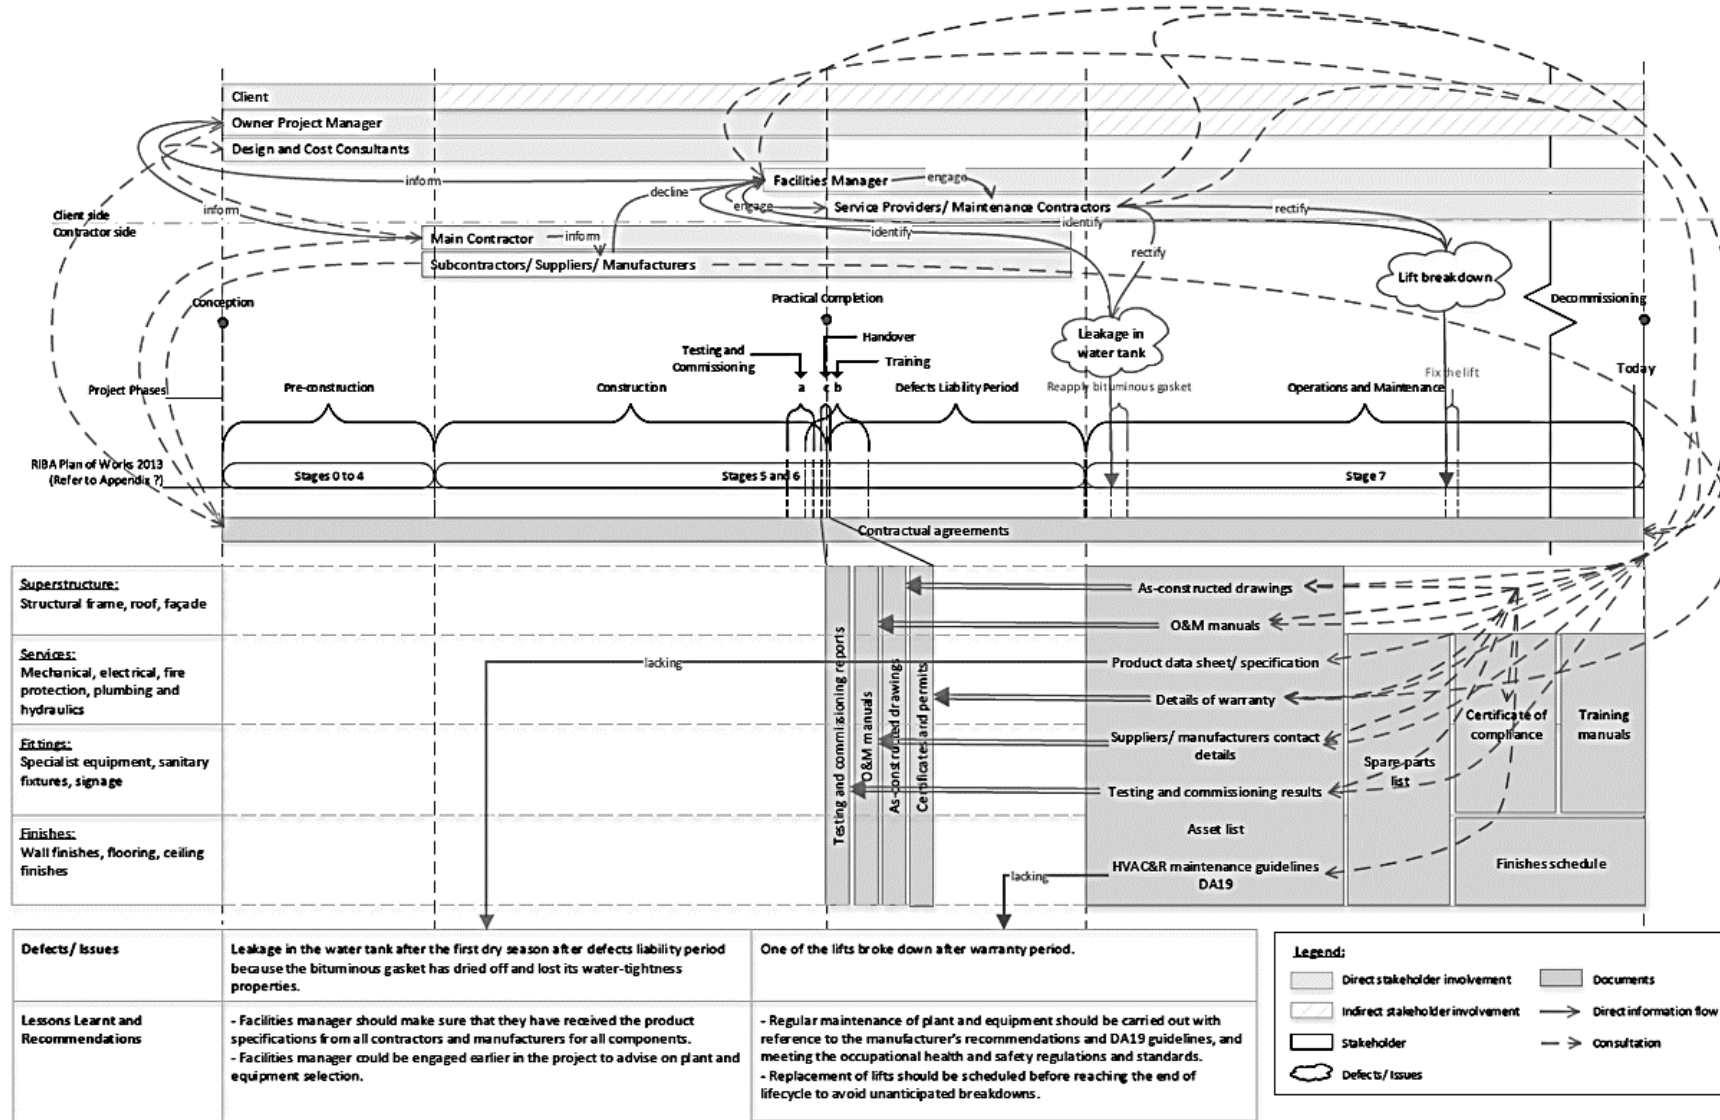 Client
Owner Project Manager
Design and Cost Consultants
inform
decline
Facilities Manager
engage
engage
Service Providers/ Maintenance Contractors
rectify
inform
Client side
Contractor side
identify
identify
Main Contractor
inform
rectify
Subcontractors/ Suppliers/ Manufacturers
Lift breakdown
Conception
Practical Completion
Decommissioning
Handover
Leakage in
water tank
Testing and
Commissioning
Training
Today
Project Phases
Pre-construction
Construction
a
c
b
Defects Liability Period
Reapply bituminous gasket
Operations and Maintenance
Fix the lift
RIBA Plan of Works 2013
(Refer to Appendix ?)
Stages 0 to 4
Stages 5 and 6
Stage 7
Contractual agreements
Superstructure:
Structural frame, roof, façade
Services:
Mechanical, electrical, fire
protection, plumbing and
hydraulics
Fittings:
Specialist equipment, sanitary
fixtures, signage
Finishes:
Wall finishes, flooring, ceiling
finishes
lacking
Testing and commissioning reports
O&M manuals
As-constructed drawings
Certificates and permits
As-constructed drawings
O&M manuals
Product data sheet/ specification
Details of warranty
Suppliers/ manufacturers contact
details
Testing and commissioning results
Asset list
HVAC&R maintenance guidelines
DA19
lacking
Spare-parts
list
Certificate of
compliance
Training
manuals
Finishes schedule
Defects/ Issues
Leakage in the water tank after the first dry season after defects liability period
because the bituminous gasket has dried off and lost its water-tightness
properties.
One of the lifts broke down after warranty period.
Lessons Learnt and
Recommendations
- Facilities manager should make sure that they have received the product
specifications from all contractors and manufacturers for all components.
- Facilities manager could be engaged earlier in the project to advise on plant and
equipment selection.
- Regular maintenance of plant and equipment should be carried out with
reference to the manufacturer's recommendations and DA19 guidelines, and
meeting the occupational health and safety regulations and standards.
- Replacement of lifts should be scheduled before reaching the end of
lifecycle to avoid unanticipated breakdowns.
Legend:
Direct stakeholder involvement
Documents
Indirect stakeholder involvement
Direct information flow
Stakeholder
Consultation
Defects/ Issues